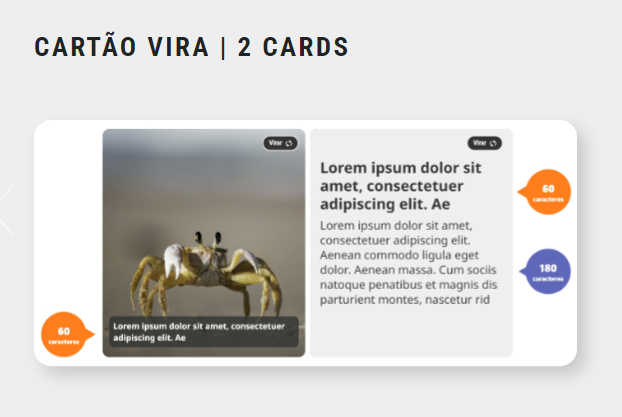 CARTÃO VIRA | 2 CARDS
Virar
Lorem ipsum dolor sit amet, consectetuer
adipiscing elit. Ae
60
caracteres
Virar
Lorem ipsum dolor sit
amet, consectetuer
adipiscing elit. Ae
Lorem ipsum dolor sit amet,
consectetuer adipiscing elit.
Aenean commodo ligula eget
dolor. Aenean massa. Cum sociis
natoque penatibus et magnis dis
parturient montes, nascetur rid
60
caracteres
180
caracteres